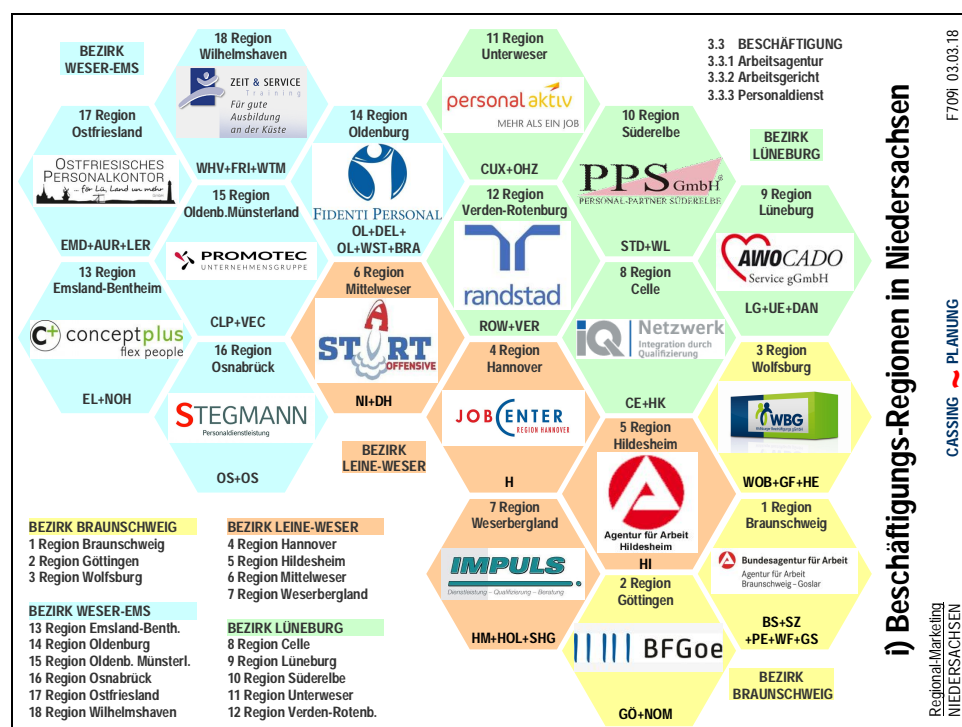 BEZIRK
WESER-EMS
18 Region
Wilhelmshaven
ZEIT & SERVICE
Training
Für gute
Ausbildung
an der Küste
WHV+FRI+WTM
11 Region
Unterweser
personal aktiv
MEHR ALS EIN JOB
CUX+OHZ
3.3 BESCHÄFTIGUNG
3.3.1 Arbeitsagentur
3.3.2 Arbeitsgericht
3.3.3 Personaldienst
17 Region
Ostfriesland
OSTFRIESISCHES
PERSONALKONTOR
EMD+AUR+LER
14 Region
Oldenburg
FIDENTI PERSONAL
OL+DEL+
OL+WST+BRA
10 Region
Süderelbe
PPS GmbH
PERSONAL-PARTNER SÜDERELBE
STD+WL
BEZIRK
LÜNEBURG
15 Region
Oldenb.Münsterland
PROMOTEC
UNTERNEHMENSGRUPPE
CLP+VEC
12 Region
Verden-Rotenburg
randstad
ROW+VER
9 Region
Lüneburg
AWOCADO
Service gGmbH
LG+UE+DAN
13 Region
Emsland-Bentheim
C+ conceptplus
flex people
EL+NOH
6 Region
Mittelweser
START
OFFENSIVE
NI+DH
8 Region
Celle
iQ Netzwerk
Integration durch
Qualifizierung
CE+HK
16 Region
Osnabrück
STEGMANN
Personaldienstleistung
OS+OS
4 Region
Hannover
JOBCENTER
REGION HANNOVER
H
3 Region
Wolfsburg
WBG
WOB+GF+HE
BEZIRK
LEINE-WESER
5 Region
Hildesheim
Agentur für Arbeit
Hildesheim
HI
7 Region
Weserbergland
IMPULS
Dienstleistung – Qualifizierung – Beratung
HM+HOL+SHG
1 Region
Braunschweig
Bundesagentur für Arbeit
Agentur für Arbeit
Braunschweig – Goslar
BS+SZ
+PE+WF+GS
2 Region
Göttingen
BFGoe
GÖ+NOM
BEZIRK
BRAUNSCHWEIG
BEZIRK BRAUNSCHWEIG
1 Region Braunschweig
2 Region Göttingen
3 Region Wolfsburg
BEZIRK WESER-EMS
13 Region Emsland-Benth.
14 Region Oldenburg
15 Region Oldenb. Münsterl.
16 Region Osnabrück
17 Region Ostfriesland
18 Region Wilhelmshaven
BEZIRK LEINE-WESER
4 Region Hannover
5 Region Hildesheim
6 Region Mittelweser
7 Region Weserbergland
BEZIRK LÜNEBURG
8 Region Celle
9 Region Lüneburg
10 Region Süderelbe
11 Region Unterweser
12 Region Verden-Rotenb.
i) Beschäftigungs-Regionen in Niedersachsen
F709i 03.03.18
CASSING ~ PLANUNG
Regional-Marketing
NIEDERSACHSEN